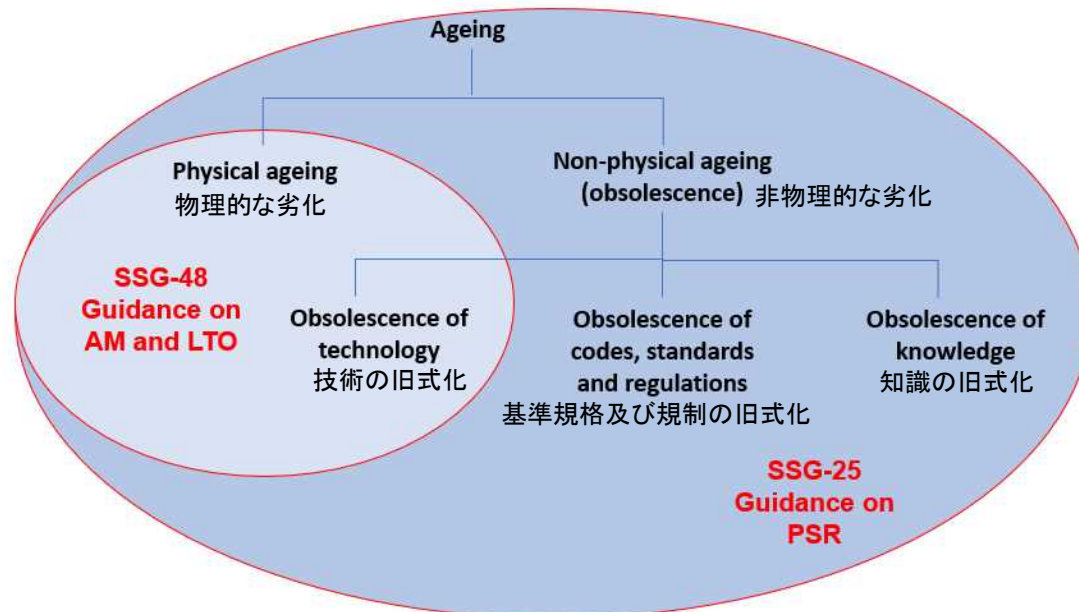 Ageing
Physical ageing
物理的な劣化
Non-physical ageing
(obsolescence) 非物理的な劣化
SSG-48
Guidance on
AM and LTO
Obsolescence of
technology
技術の旧式化
Obsolescence of
codes, standards
and regulations
基準規格及び規制の旧式化
Obsolescence of
knowledge
知識の旧式化
SSG-25
Guidance on
PSR